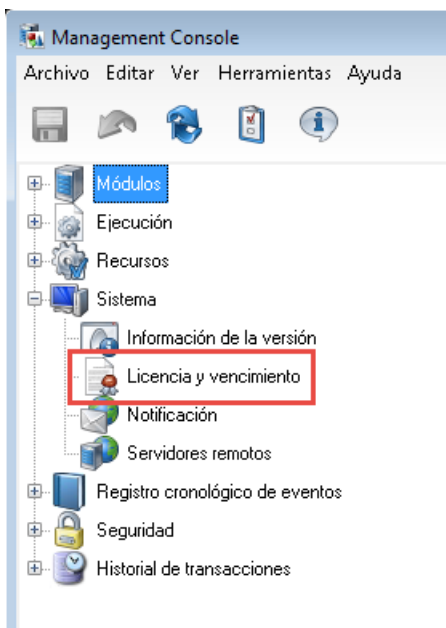 Management Console
Archivo Editar Ver Herramientas Ayuda
Módulos
Ejecución
Recursos
Sistema
Información de la versión
Licencia y vencimiento
Notificación
Servidores remotos
Registro cronológico de eventos
Seguridad
Historial de transacciones